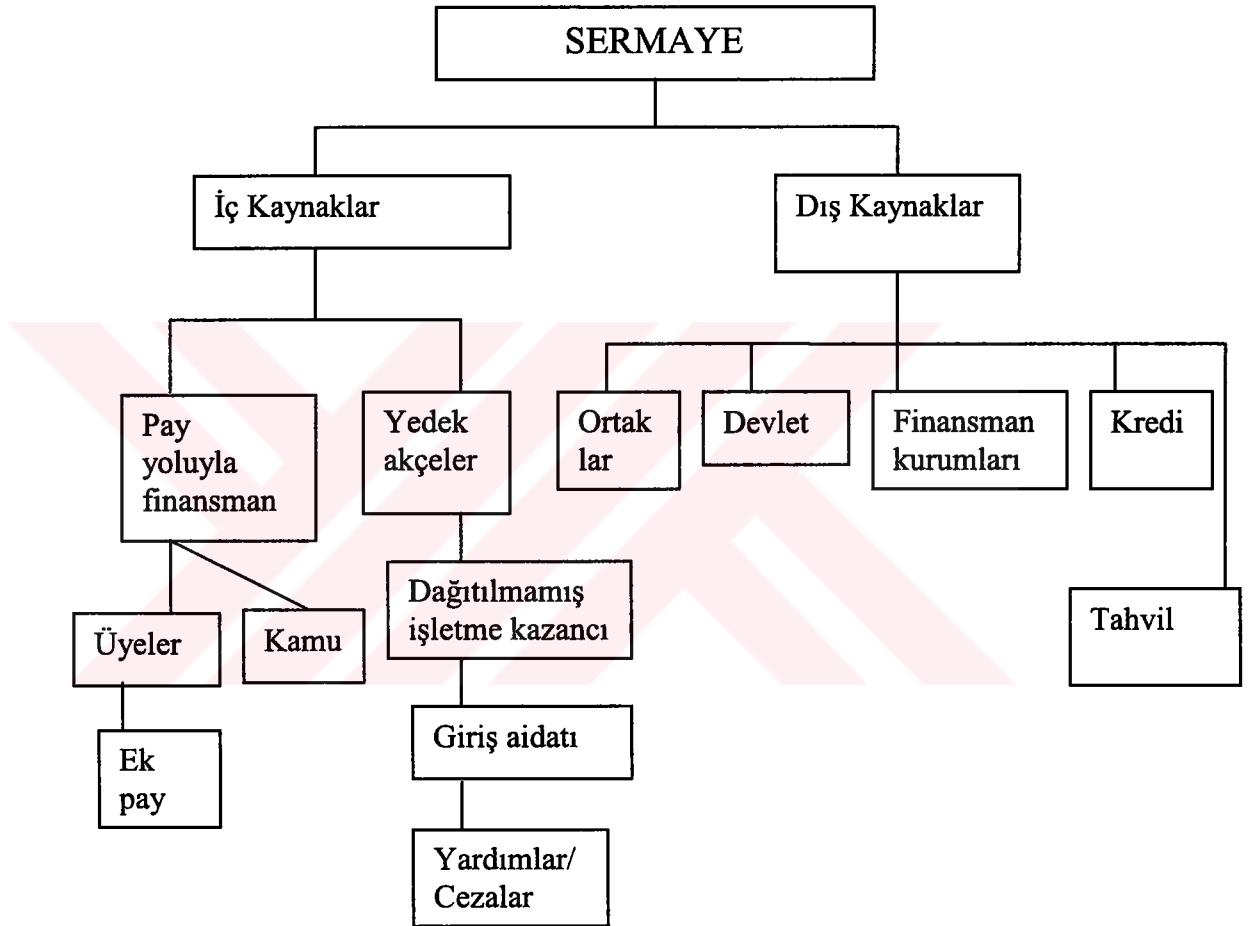 SERMAYE
İç Kaynaklar
Dış Kaynaklar
Pay
yoluyla
finansman
Yedek
akçeler
Ortak
lar
Devlet
Finansman
kurumları
Kredi
Dağıtılmamış
işletme kazancı
Üyeler
Kamu
Tahvil
Giriş aidatı
Ek
pay
Yardımlar/
Cezalar